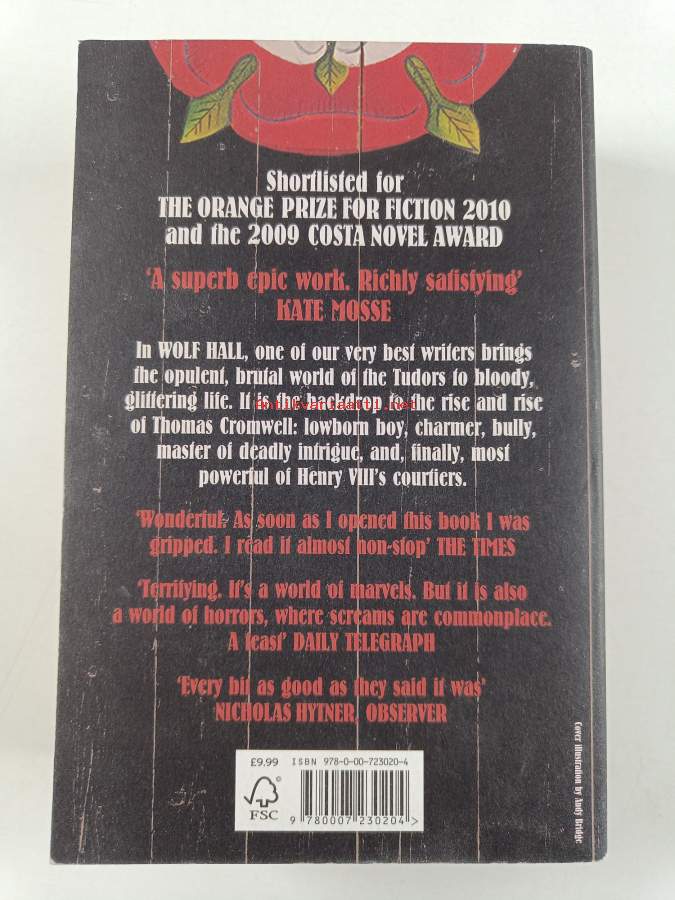 Shortlisted for
THE ORANGE PRIZE FOR FICTION 2010
and the 2009 COSTA NOVEL AWARD
'A superb epic work. Richly satisfying'
KATE MOSSE
In WOLF HALL, one of our very best writers brings
the opulent, brutal world of the Tudors to bloody,
glittering life. It is the backdrop to the rise and rise
antikvariaatti.net
of Thomas Cromwell: lowborn boy, charmer, bully,
master of deadly intrigue, and, finally, most
powerful of Henry VIII's courtiers.
'Wonderful. As soon as I opened this book I was
gripped. I read it almost non-stop' THE TIMES
'Terrifying. It's a world of marvels. But it is also
a world of horrors, where screams are commonplace.
A feast' DAILY TELEGRAPH
'Every bit as good as they said it was'
NICHOLAS HYTNER, OBSERVER
£9.99 ISBN 978-0-00-723020-4
FSC
9 780007 230204 >
Cover illustration by Andy Bridge